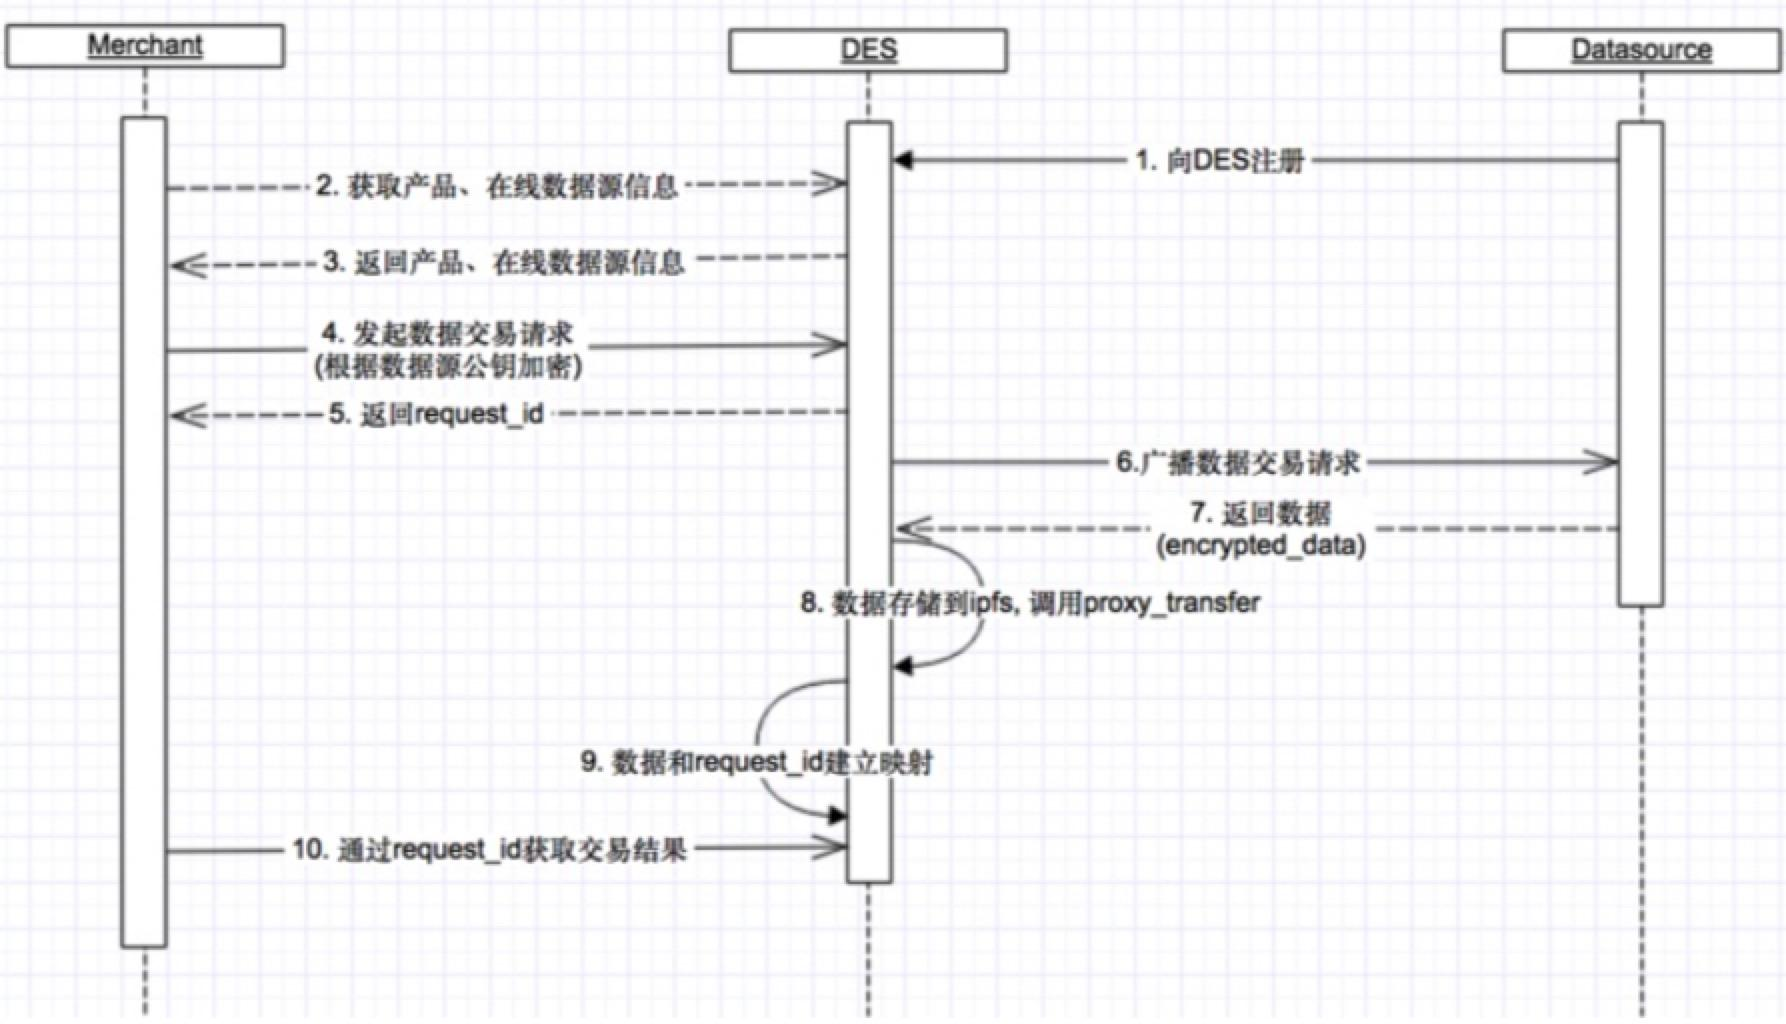 Merchant
DES
Datasource
1. 向DES注册
2. 获取产品、在线数据源信息
3. 返回产品、在线数据源信息
4. 发起数据交易请求
(根据数据源公钥加密)
5. 返回request_id
6.广播数据交易请求
7. 返回数据
(encrypted_data)
8. 数据存储到ipfs, 调用proxy_transfer
9. 数据和request_id建立映射
10. 通过request_id获取交易结果